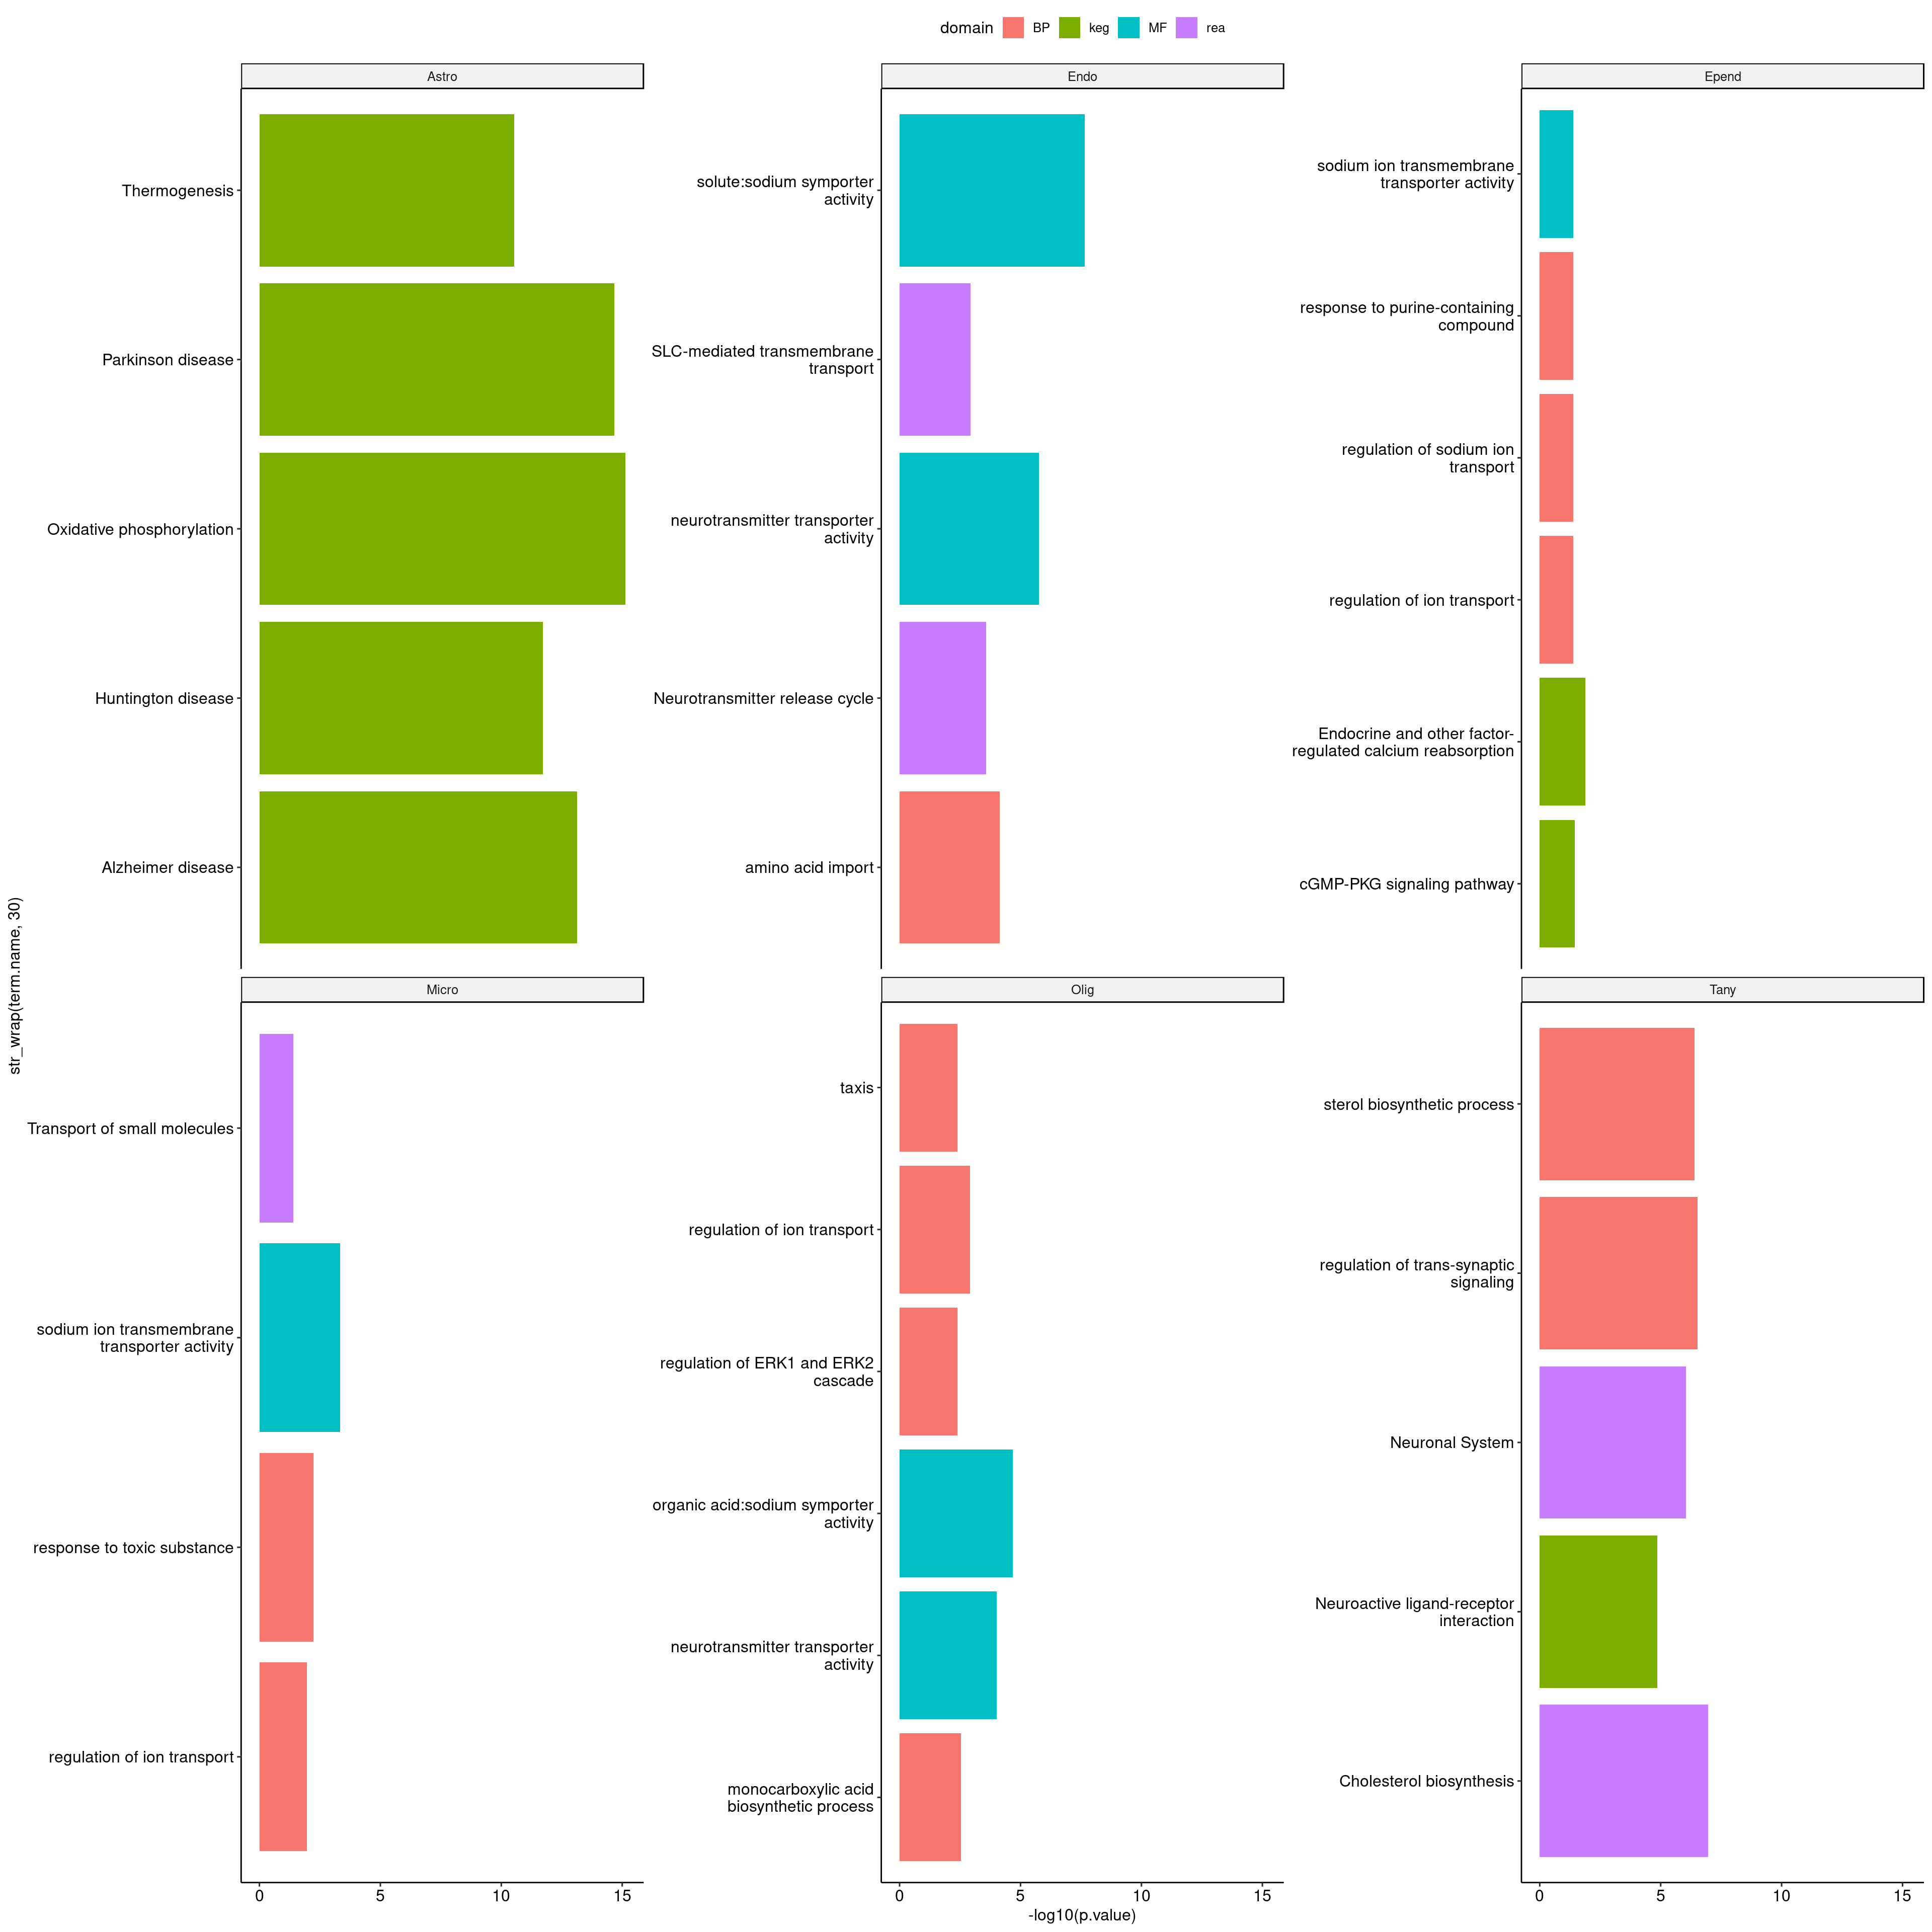 domain BP keg MF rea
Astro
Thermogenesis
Parkinson disease
Oxidative phosphorylation
Huntington disease
Alzheimer disease
Endo
solute:sodium symporter
activity
SLC-mediated transmembrane
transport
neurotransmitter transporter
activity
Neurotransmitter release cycle
amino acid import
Epend
sodium ion transmembrane
transporter activity
response to purine-containing
compound
regulation of sodium ion
transport
regulation of ion transport
Endocrine and other factor-
regulated calcium reabsorption
cGMP-PKG signaling pathway
str_wrap(term.name, 30)
Micro
Transport of small molecules
sodium ion transmembrane
transporter activity
response to toxic substance
regulation of ion transport
0 5 10 15
Olig
taxis
regulation of ion transport
regulation of ERK1 and ERK2
cascade
organic acid:sodium symporter
activity
neurotransmitter transporter
activity
monocarboxylic acid
biosynthetic process
0 5 10 15
Tany
sterol biosynthetic process
regulation of trans-synaptic
signaling
Neuronal System
Neuroactive ligand-receptor
interaction
Cholesterol biosynthesis
0 5 10 15
-log10(p.value)